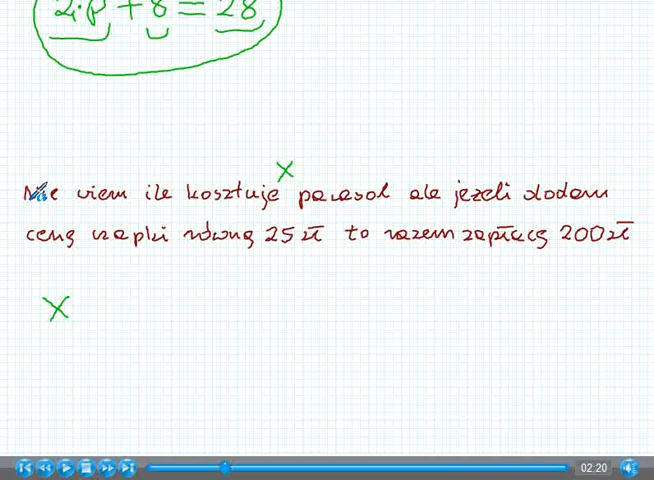 2·p + 8 = 28
x
Nie wiem ile kosztuje parasol ale jeżeli dodam
cenę czapki równą 25 zł to razem zapłacę 200 zł
x
02:20